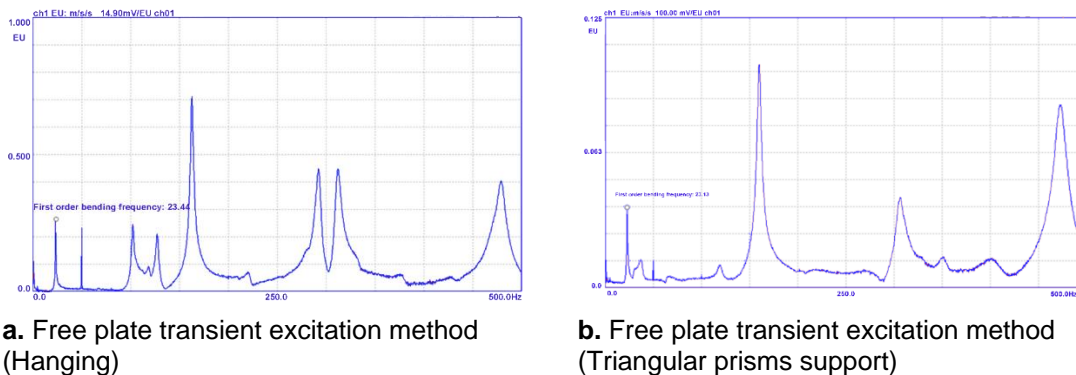 ch1 EU: m/s/s 14.90mV/EU ch01
1.000
EU
0.500
First order bending frequency: 23.44
0.0
0.0 250.0 500.0Hz
a. Free plate transient excitation method
(Hanging)
ch1 EU:m/s/s 100.00 mV/EU ch01
0.125
EU
0.063
First order bending frequency: 23.13
0.0
0.0 250.0 500.0Hz
b. Free plate transient excitation method
(Triangular prisms support)